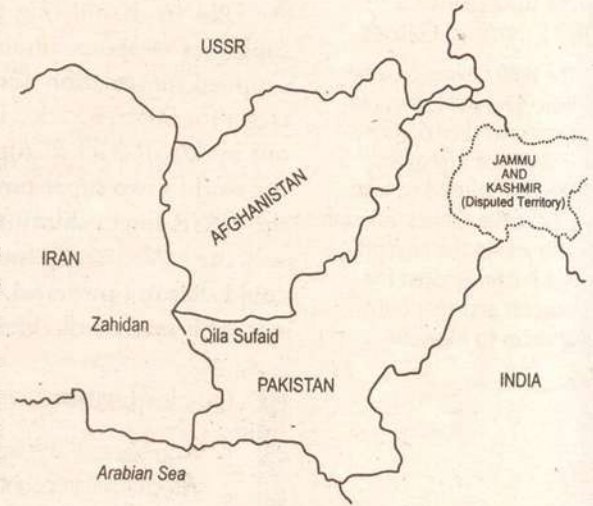 USSR
JAMMU
AND
KASHMIR
(Disputed Territory)
AFGHANISTAN
IRAN
Zahidan
Qila Sufaid
PAKISTAN
INDIA
Arabian Sea